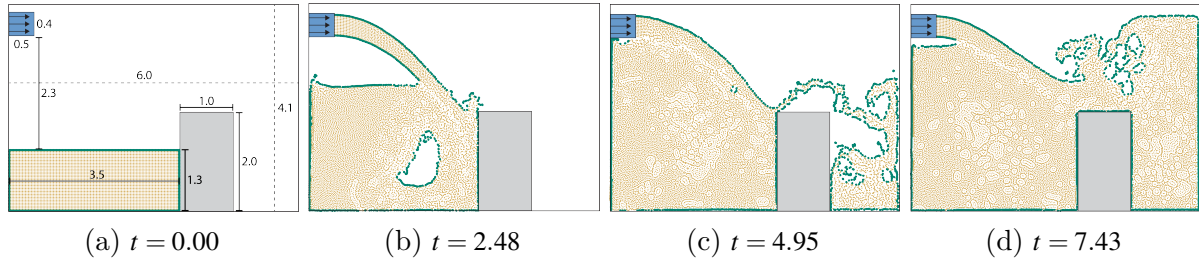 0.4
0.5
6.0
2.3
4.1
1.0
2.0
3.5
1.3
(a) t = 0.00
(b) t = 2.48
(c) t = 4.95
(d) t = 7.43